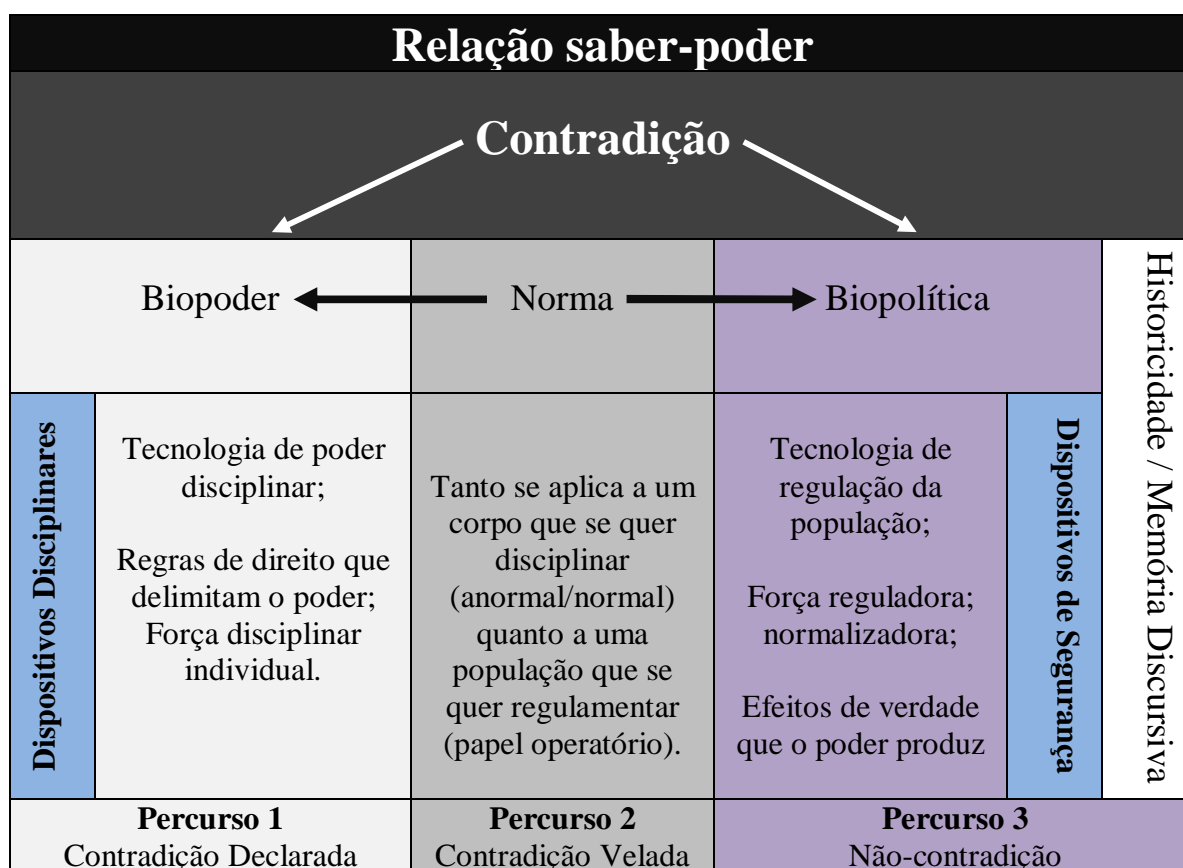 Relação saber-poder
Contradição
Biopoder
Norma
Biopolítica
Historicidade / Memória Discursiva
Dispositivos Disciplinares
Tecnologia de poder
disciplinar;
Regras de direito que
delimitam o poder;
Força disciplinar
individual.
Tanto se aplica a um
corpo que se quer
disciplinar
(anormal/normal)
quanto a uma
população que se
quer regulamentar
(papel operatório).
Tecnologia de
regulação da
população;
Força reguladora;
normalizadora;
Efeitos de verdade
que o poder produz
Dispositivos de Segurança
Percurso 1
Contradição Declarada
Percurso 2
Contradição Velada
Percurso 3
Não-contradição